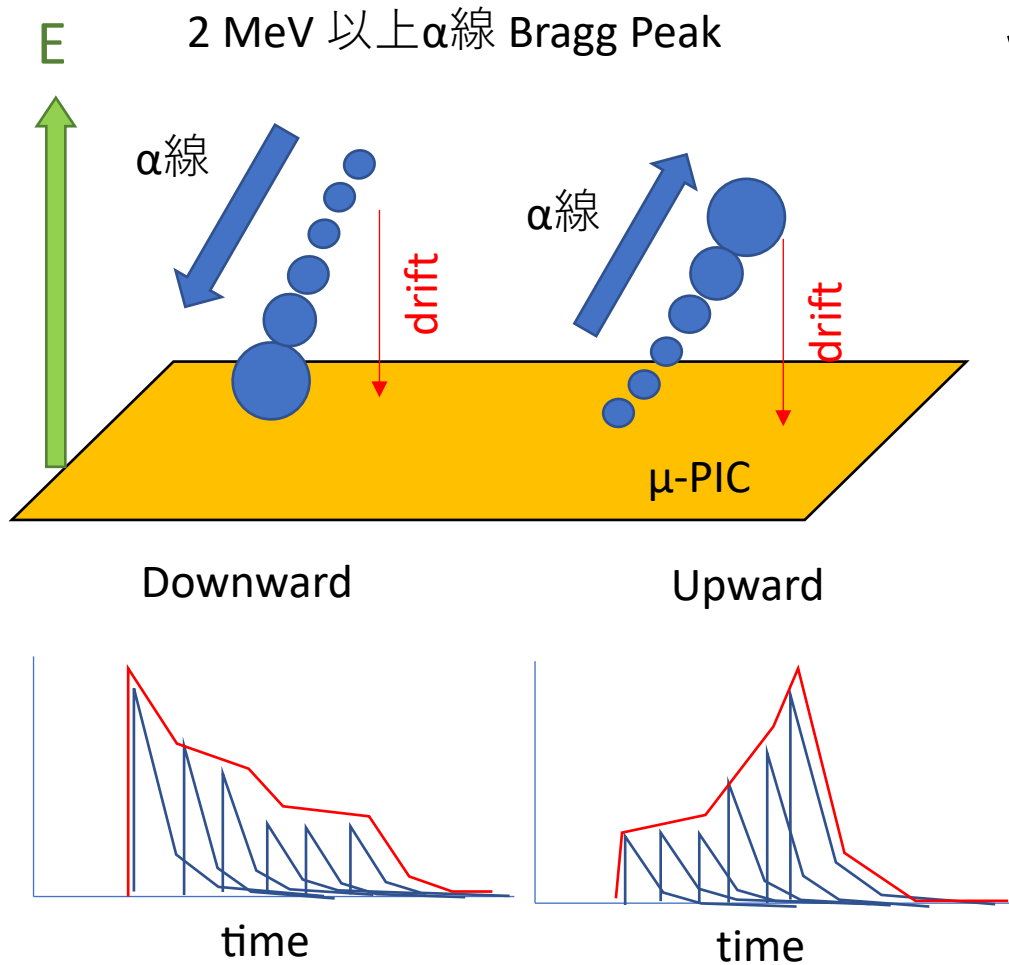 E
2 MeV 以上α線 Bragg Peak
α線
drift
α線
drift
μ-PIC
Downward
Upward
time
time